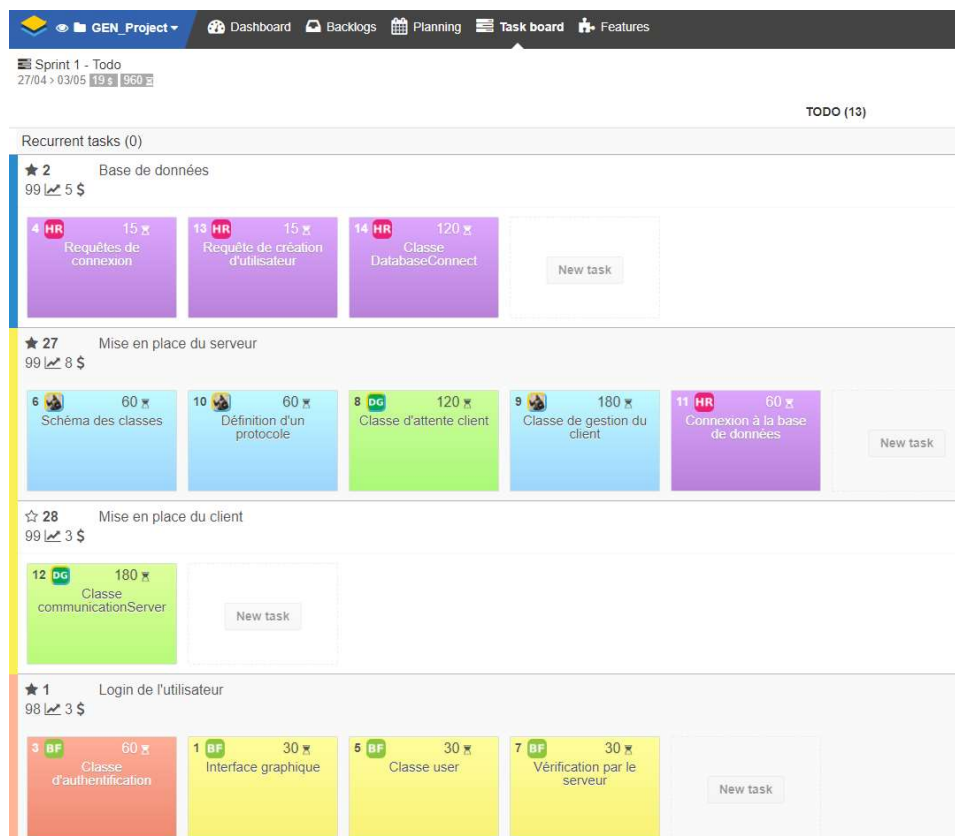 GEN_Project Dashboard Backlogs Planning Task board Features
Sprint 1 - Todo
27/04 > 03/05 19 s 960
TODO (13)
Recurrent tasks (0)
2 Base de données
99 5 $
4 HR 15
Requêtes de
connexion
13 HR 15
Requête de création
d'utilisateur
14 HR 120
Classe
DatabaseConnect
New task
27 Mise en place du serveur
99 8 $
6 60
Schéma des classes
10 60
Définition d'un
protocole
8 DG 120
Classe d'attente client
9 180
Classe de gestion du
client
11 HR 60
Connexion à la base
de données
New task
28 Mise en place du client
99 3 $
12 DG 180
Classe
communicationServer
New task
1 Login de l'utilisateur
98 3 $
3 BF 60
Classe
d'authentification
1 BF 30
Interface graphique
5 BF 30
Classe user
7 BF 30
Vérification par le
serveur
New task